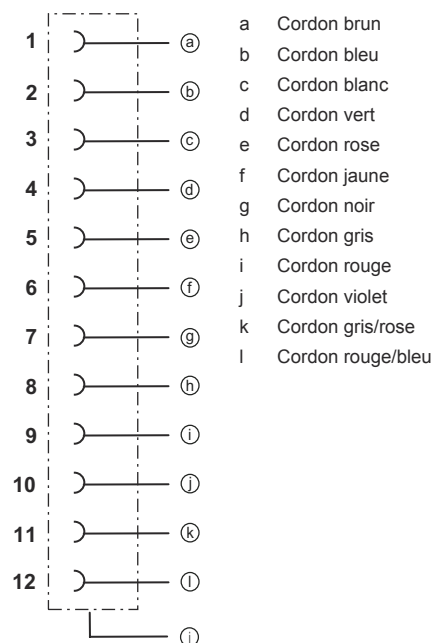 1 ⓐ
2 ⓑ
3 ⓒ
4 ⓓ
5 ⓔ
6 ⓕ
7 ⓖ
8 ⓗ
9 ⓘ
10 ⓙ
11 ⓚ
12 ⓛ
ⓘ
a Cordon brun
b Cordon bleu
c Cordon blanc
d Cordon vert
e Cordon rose
f Cordon jaune
g Cordon noir
h Cordon gris
i Cordon rouge
j Cordon violet
k Cordon gris/rose
l Cordon rouge/bleu